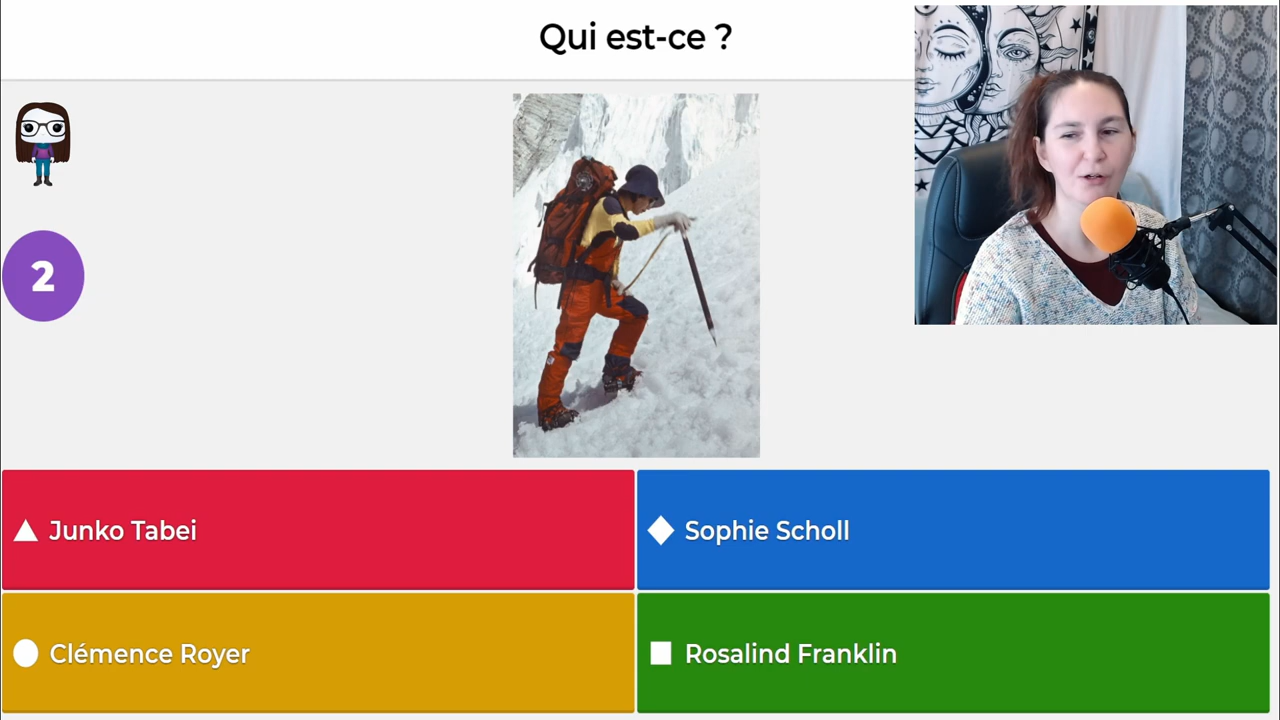 Qui est-ce ?
2
Junko Tabei
Sophie Scholl
Clémence Royer
Rosalind Franklin